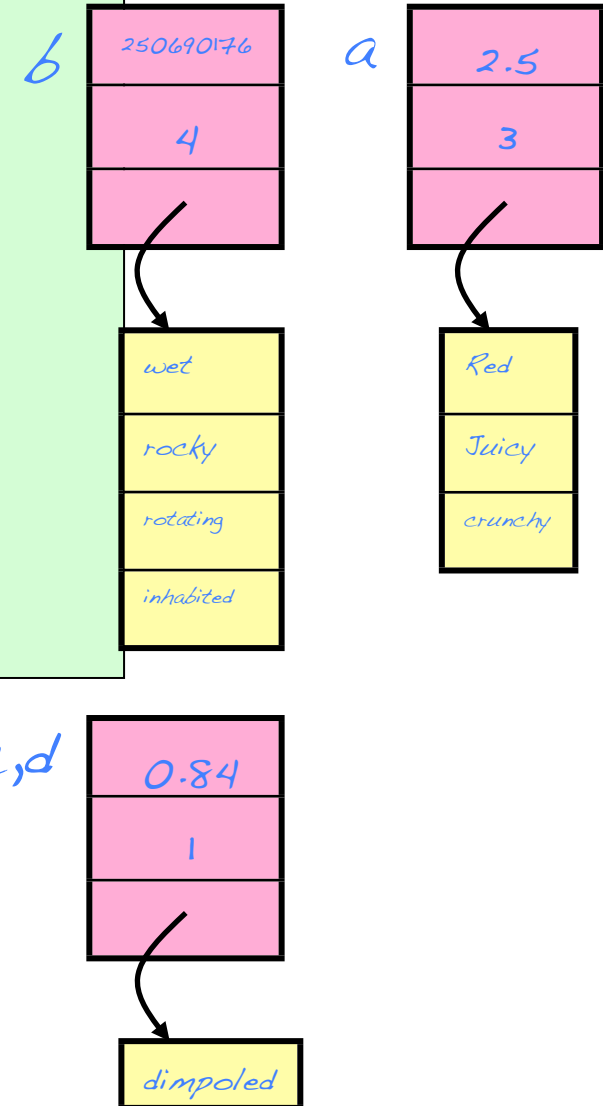 b
250690176
4
wet
rocky
rotating
inhabited
a
2.5
3
Red
Juicy
crunchy
,d
0.84
1
dimpoled